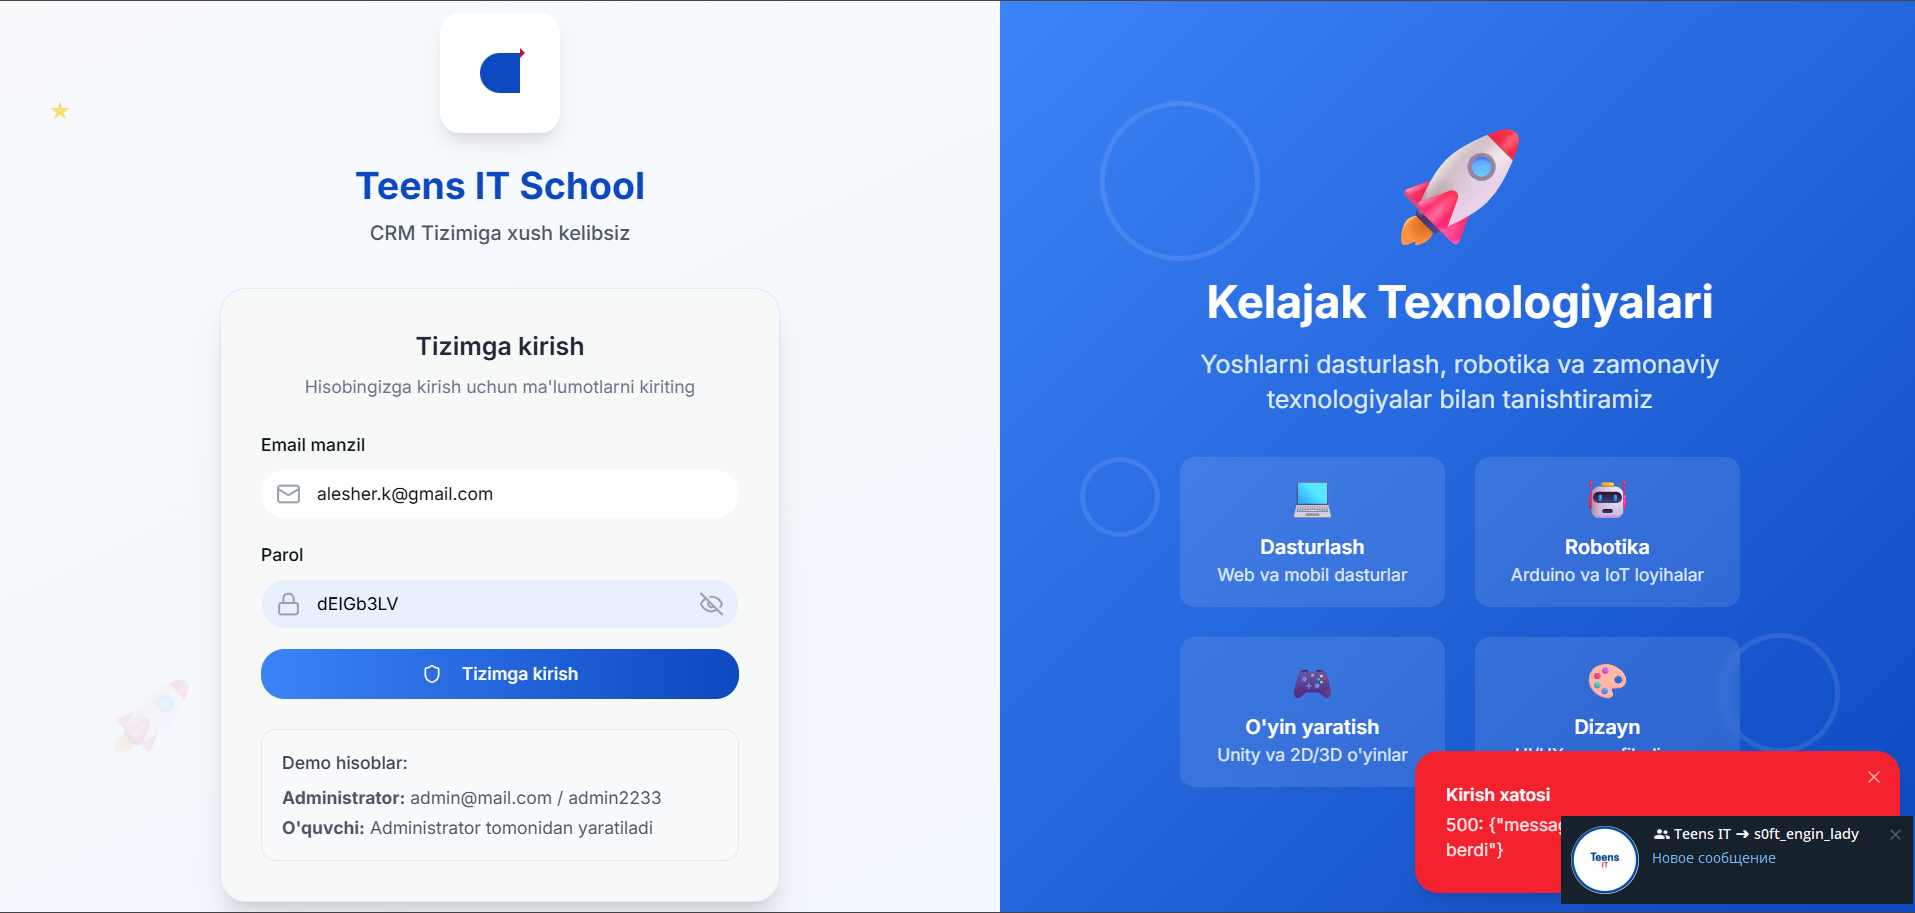 Teens IT School
CRM Tizimiga xush kelibsiz
Tizimga kirish
Hisobingizga kirish uchun ma'lumotlarni kiriting
Email manzil
alesher.k@gmail.com
Parol
dEIGb3LV
Tizimga kirish
Demo hisoblar:
Administrator: admin@mail.com / admin2233
O'quvchi: Administrator tomonidan yaratiladi
Kelajak Texnologiyalari
Yoshlarni dasturlash, robotika va zamonaviy
texnologiyalar bilan tanishtiramiz
Dasturlash
Web va mobil dasturlar
Robotika
Arduino va IoT loyihalar
O'yin yaratish
Unity va 2D/3D o'yinlar
Dizayn
Kirish xatosi
500: {"messag
berdi"}
Teens IT ➔ s0ft_engin_lady
Новое сообщение
Teens
IT